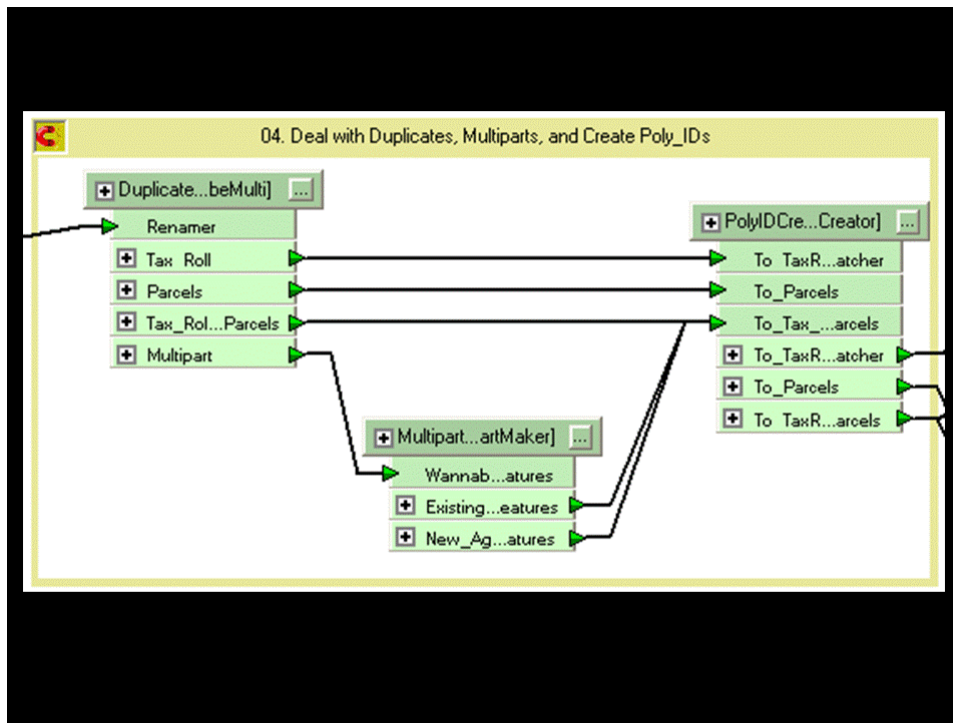 04. Deal with Duplicates, Multiparts, and Create Poly_IDs
Duplicate...beMulti] ...
Renamer
Tax_Roll
Parcels
Tax_Rol...Parcels
Multipart
Multipart...artMaker] ...
Wannab...atures
Existing...eatures
New_Ag...atures
PolyIDCre...Creator] ...
To_TaxR...atcher
To_Parcels
To_Tax_...arcels
To_TaxR...atcher
To_Parcels
To_TaxR...arcels